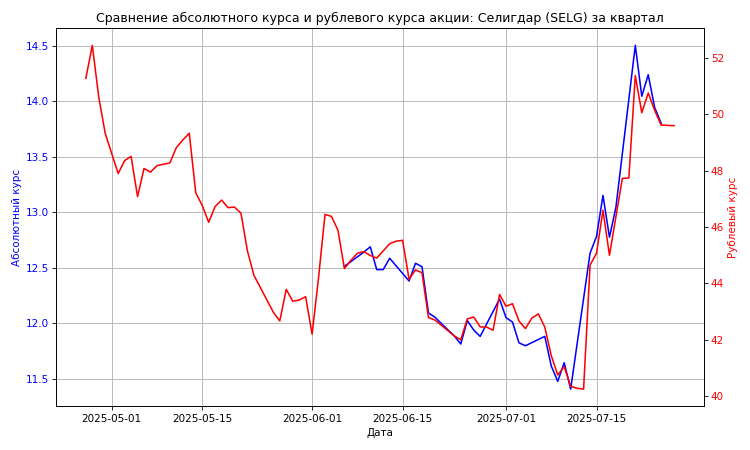 Сравнение абсолютного курса и рублевого курса акции: Селигдар (SELG) за квартал
14.5
14.0
13.5
13.0
12.5
12.0
11.5
Абсолютный курс
52
50
48
46
44
42
40
Рублевый курс
2025-05-01 2025-05-15 2025-06-01 2025-06-15 2025-07-01 2025-07-15
Дата